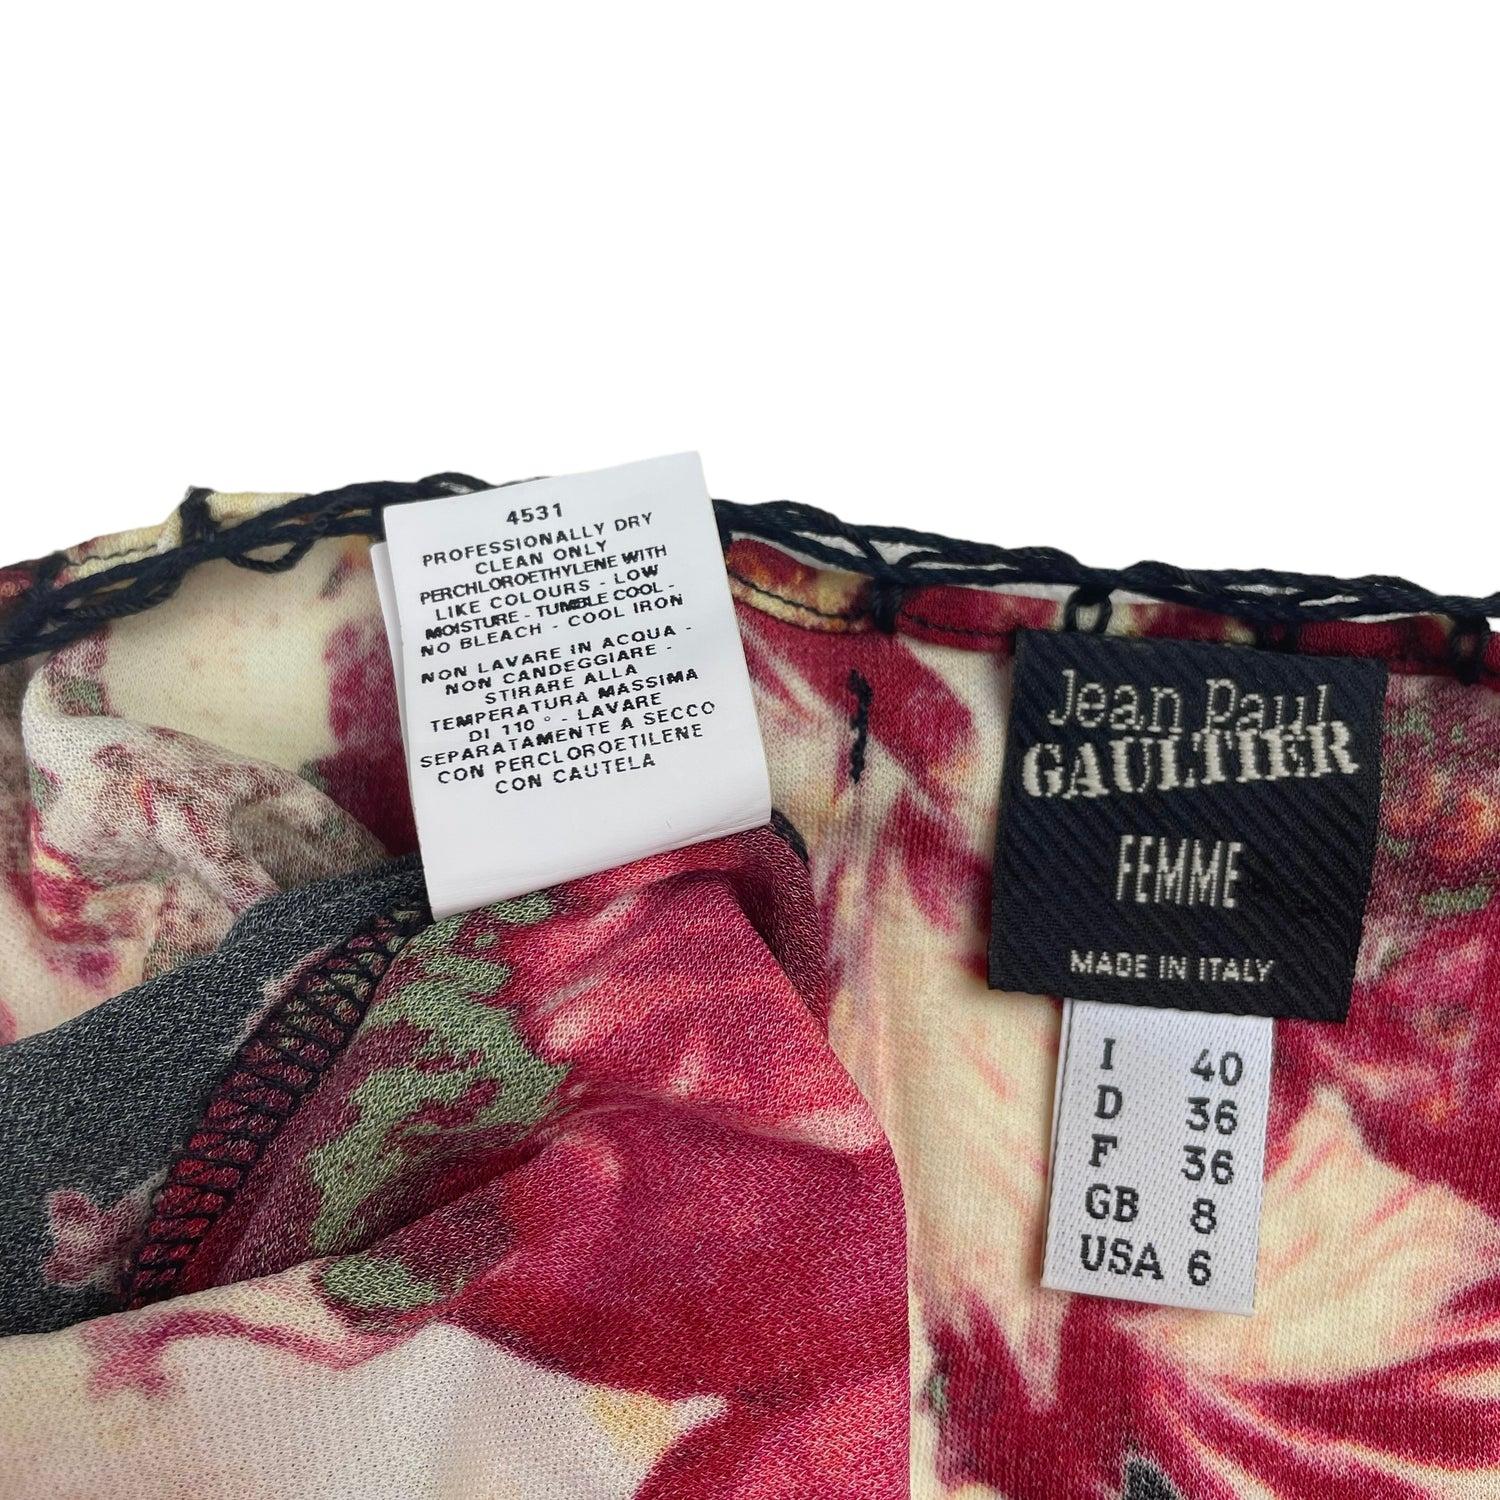 4531
PROFESSIONALLY DRY
CLEAN ONLY
PERCHLOROETHYLENE WITH
LIKE COLOURS - LOW
MOISTURE - TUMBLE COOL -
NO BLEACH - COOL IRON
NON LAVARE IN ACQUA -
NON CANDEGGIARE -
STIRARE ALLA
TEMPERATURA MASSIMA
DI 110 ° - LAVARE
SEPARATAMENTE A SECCO
CON PERCLOROETILENE
CON CAUTELA
Jean Paul
GAULTIER
FEMME
MADE IN ITALY
I 40
D 36
F 36
GB 8
USA 6